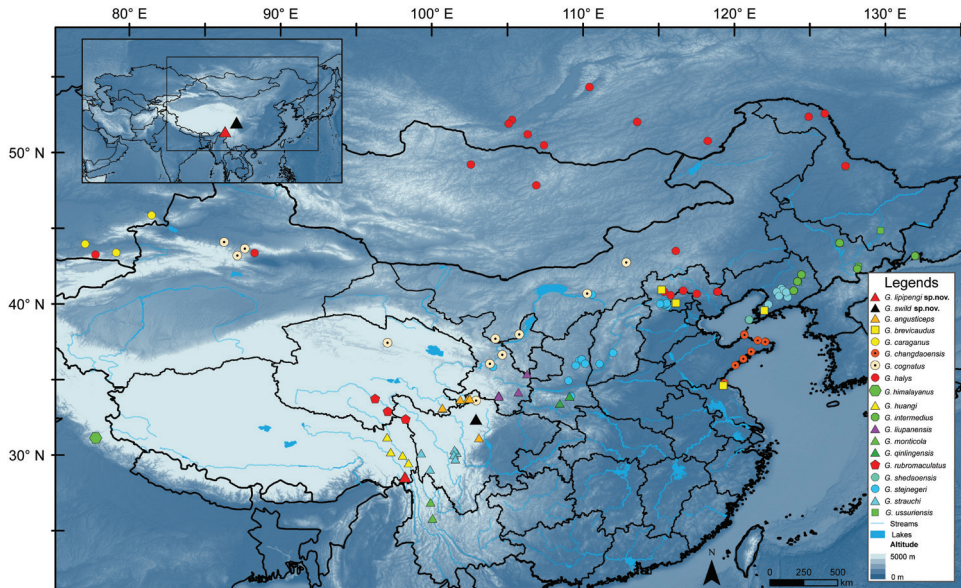 80° E 90° E 100° E 110° E 120° E 130° E
50° N
40° N
30° N
Legends
G. lipipengi sp.nov.
G. swild sp.nov.
G. angusticeps
G. brevicaudus
G. caraganus
G. changdaoensis
G. cognatus
G. halys
G. himalayanus
G. huangi
G. intermedius
G. liupanensis
G. monticola
G. qinlingensis
G. rubromaculatus
G. shedaoensis
G. stejnegeri
G. strauchi
G. ussuriensis
Streams
Lakes
Altitude
5000 m
0 m
N
0 250 500
km